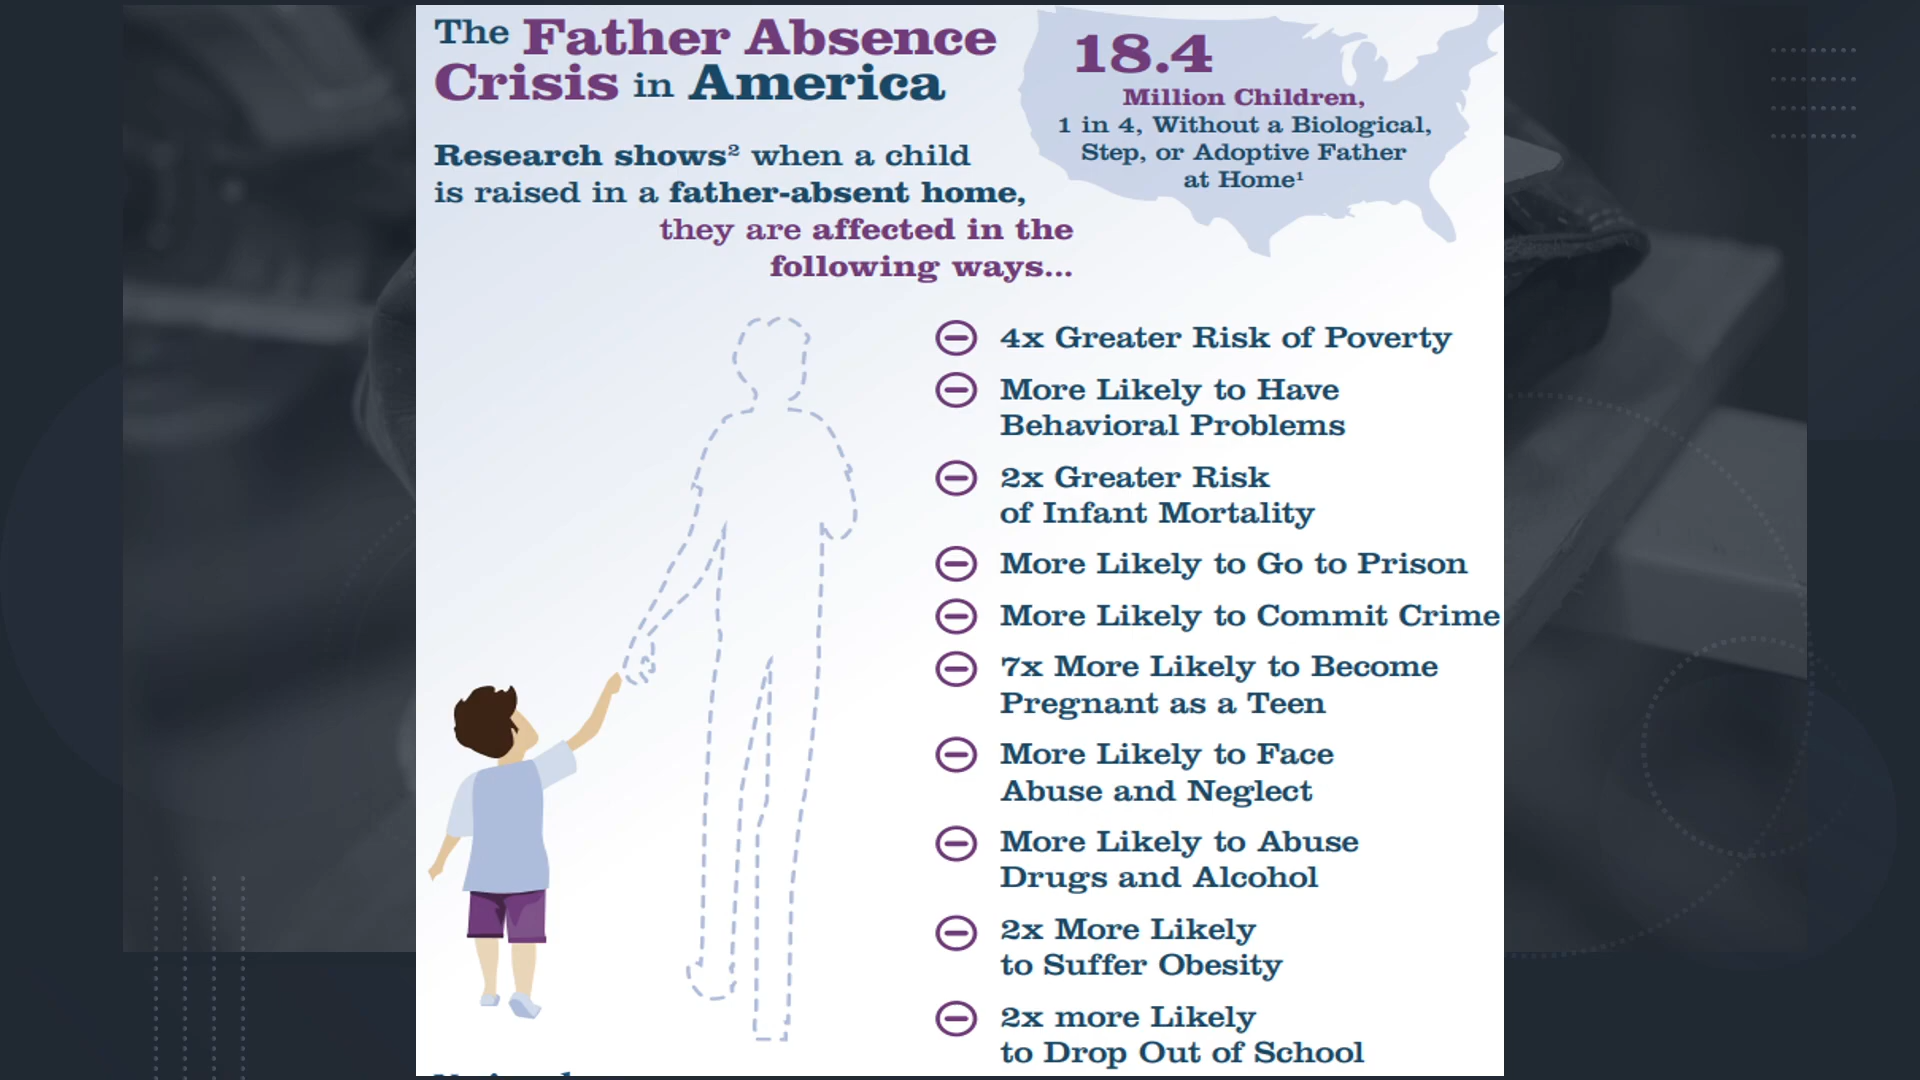 The Father Absence
Crisis in America
18.4
Million Children,
1 in 4, Without a Biological,
Step, or Adoptive Father
at Home¹
Research shows² when a child
is raised in a father-absent home,
they are affected in the
following ways...
4x Greater Risk of Poverty
More Likely to Have
Behavioral Problems
2x Greater Risk
of Infant Mortality
More Likely to Go to Prison
More Likely to Commit Crime
7x More Likely to Become
Pregnant as a Teen
More Likely to Face
Abuse and Neglect
More Likely to Abuse
Drugs and Alcohol
2x More Likely
to Suffer Obesity
2x more Likely
to Drop Out of School